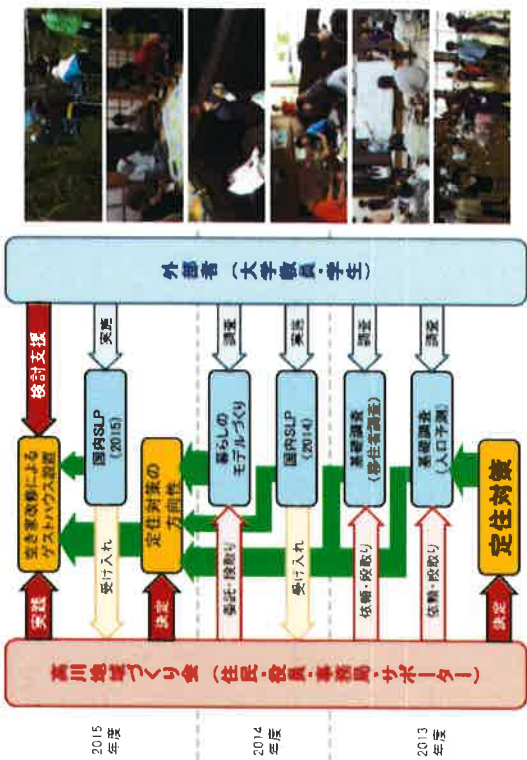 外部者（大学教員・学生）
検討支援
実施
調査
実施
調査
調査
空き家改修による
ゲストハウス設置
国内SLP
（2015）
定住対策の
方向性
暮らしの
モデルづくり
国内SLP
（2014）
基礎調査
（移住者調査）
基礎調査
（人口予測）
定住対策
実践
受け入れ
決定
委託・段取り
受け入れ
依頼・段取り
依頼・段取り
決定
高川地域づくり会（住民・役員・事務局・サポーター）
2015
年度
2014
年度
2013
年度